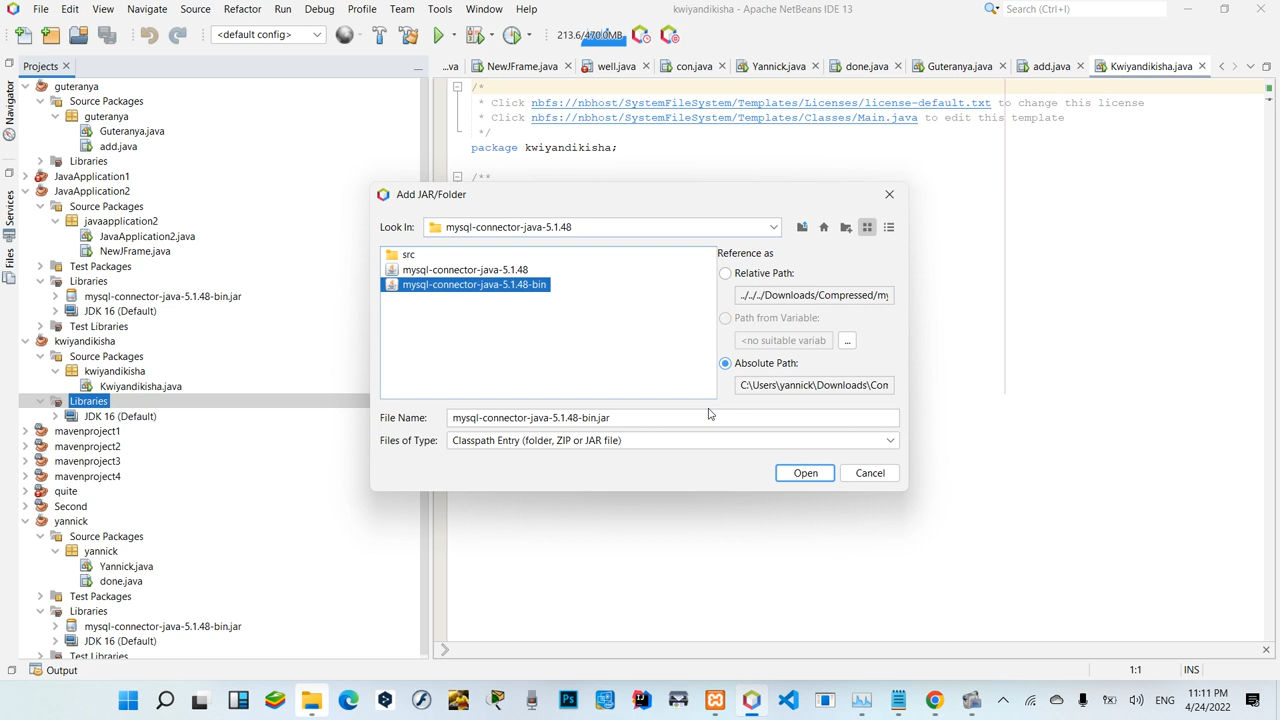 File Edit View Navigate Source Refactor Run Debug Profile Team Tools Window Help
kwiyandikisha - Apache NetBeans IDE 13
Search (Ctrl+I)
<default config>
213.6/470.0MB
Projects
...va NewJFrame.java well.java con.java Yannick.java done.java Guteranya.java add.java Kwiyandikisha.java
Navigator
Services
Files
guteranya
Source Packages
guteranya
Guteranya.java
add.java
Libraries
JavaApplication1
JavaApplication2
Source Packages
javaapplication2
JavaApplication2.java
NewJFrame.java
Test Packages
Libraries
mysql-connector-java-5.1.48-bin.jar
JDK 16 (Default)
Test Libraries
kwiyandikisha
Source Packages
kwiyandikisha
Kwiyandikisha.java
Libraries
JDK 16 (Default)
mavenproject1
mavenproject2
mavenproject3
mavenproject4
quite
Second
yannick
Source Packages
yannick
Yannick.java
done.java
Test Packages
Libraries
mysql-connector-java-5.1.48-bin.jar
JDK 16 (Default)
Test Libraries
/*
* Click nbfs://nbhost/SystemFileSystem/Templates/Licenses/license-default.txt to change this license
* Click nbfs://nbhost/SystemFileSystem/Templates/Classes/Main.java to edit this template
*/
package kwiyandikisha;
/**
Add JAR/Folder
Look In: mysql-connector-java-5.1.48
src
mysql-connector-java-5.1.48
mysql-connector-java-5.1.48-bin
Reference as
Relative Path:
../../../Downloads/Compressed/my
Path from Variable:
<no suitable variab ...
Absolute Path:
C:\Users\yannick\Downloads\Com
File Name: mysql-connector-java-5.1.48-bin.jar
Files of Type: Classpath Entry (folder, ZIP or JAR file)
Open Cancel
Output
1:1 INS
ENG
11:11 PM
4/24/2022